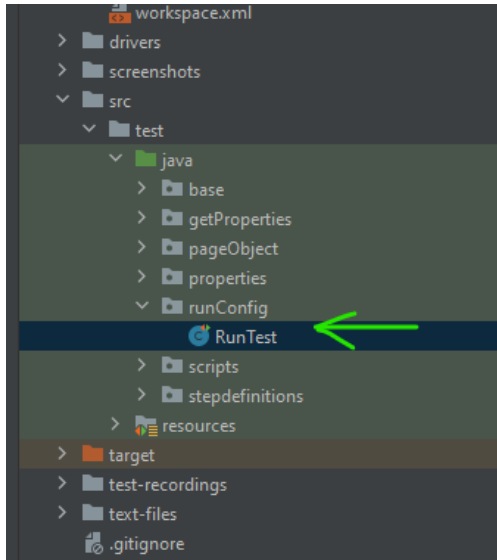 workspace.xml
drivers
screenshots
src
test
java
base
getProperties
pageObject
properties
runConfig
RunTest
scripts
stepdefinitions
resources
target
test-recordings
text-files
.gitignore